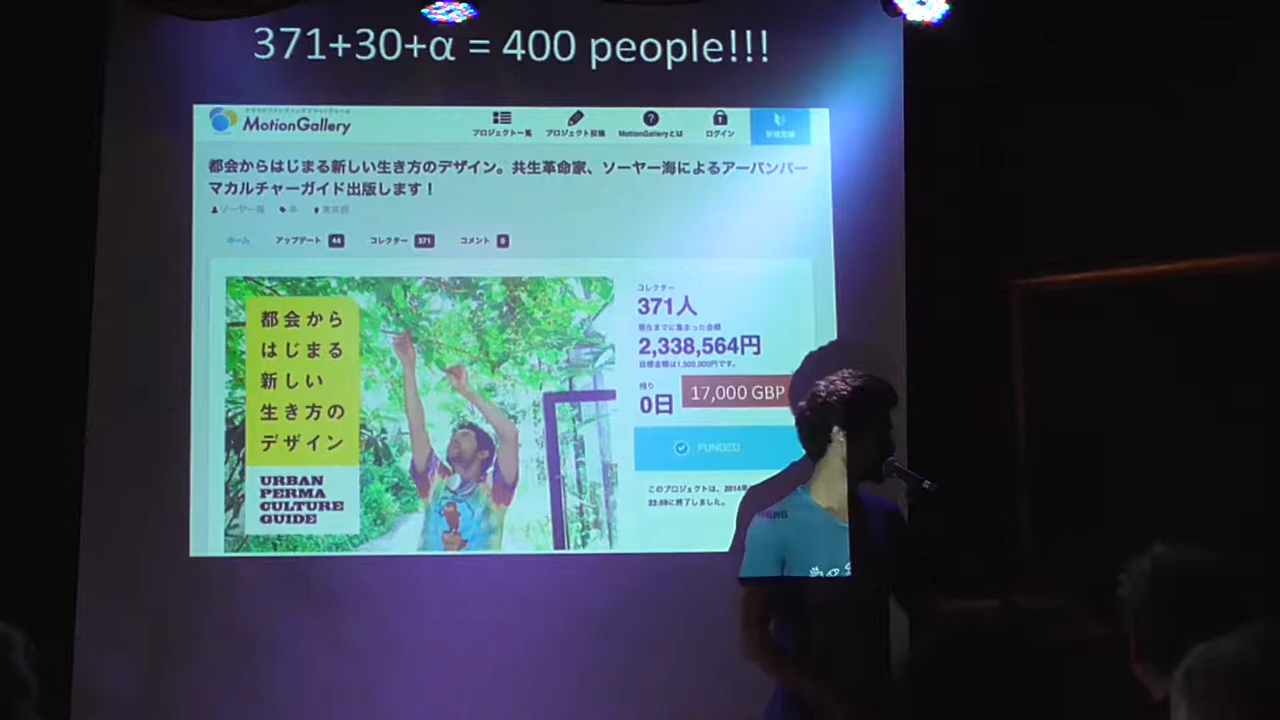 371+30+α = 400 people!!!
MotionGallery
プロジェクト一覧 プロジェクト投稿 MotionGalleryとは ログイン 新規登録
都会からはじまる新しい生き方のデザイン。共生革命家、ソーヤー海によるアーバンパー
マカルチャーガイド出版します！
ソーヤー海 本 東京都
ホーム アップデート 44 コレクター 371 コメント 0
都会から
はじまる
新しい
生き方の
デザイン
URBAN
PERMA
CULTURE
GUIDE
コレクター
371人
現在までに集まった金額
2,338,564円
目標金額は1,500,000円です。
残り
0日
17,000 GBP
FUNDED
このプロジェクトは、2014年
23:59に終了しました。